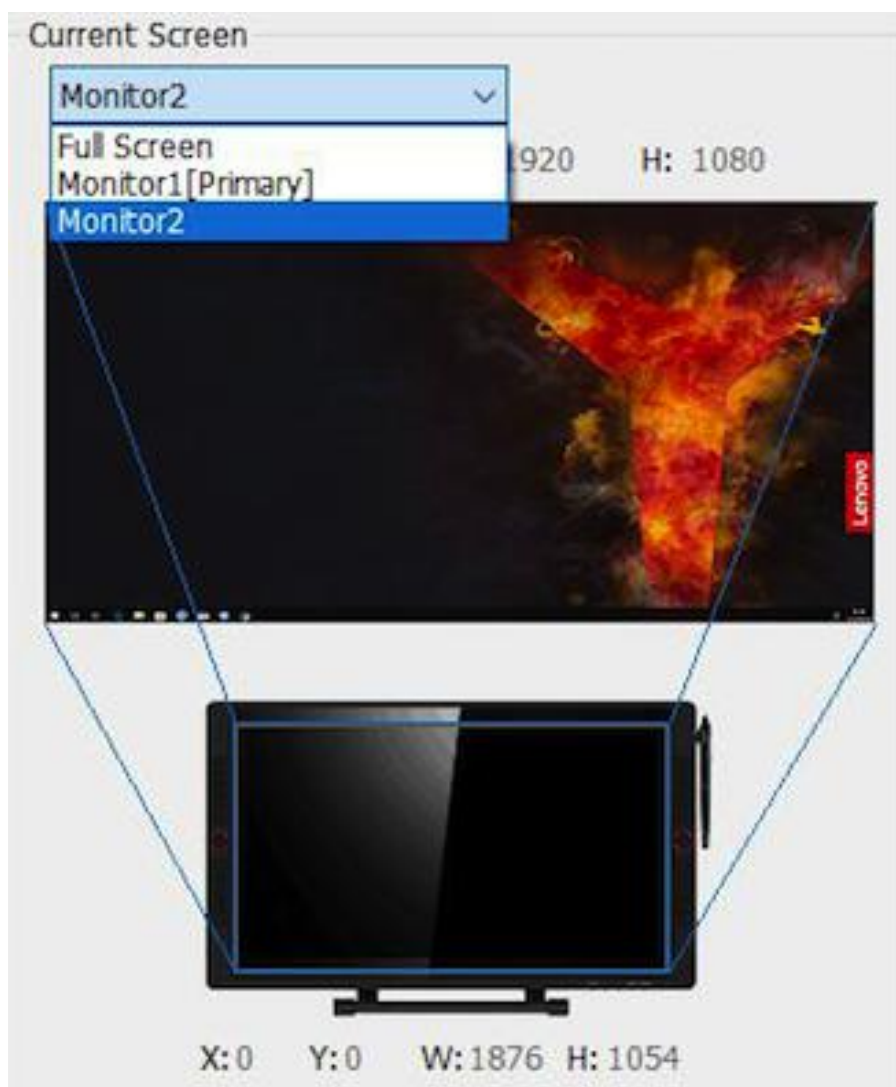 Current Screen
Monitor2
Full Screen
Monitor1[Primary]
Monitor2
1920 H: 1080
Lenovo
X: 0 Y: 0 W: 1876 H: 1054